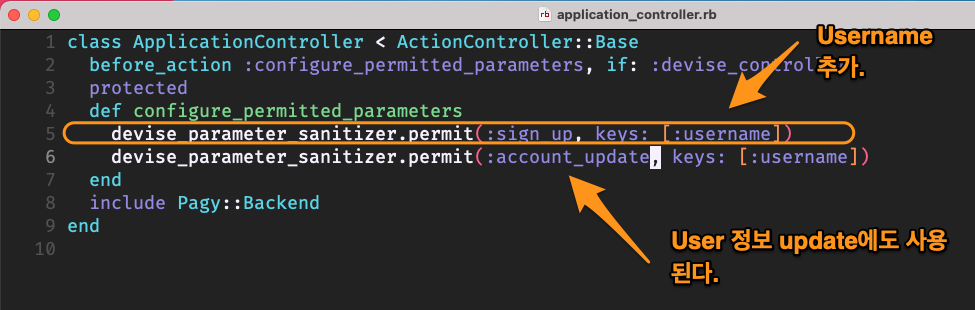 rb application_controller.rb
1 class ApplicationController < ActionController::Base
2 before_action :configure_permitted_parameters, if: :devise_control
3 protected
4 def configure_permitted_parameters
5 devise_parameter_sanitizer.permit(:sign_up, keys: [:username])
6 devise_parameter_sanitizer.permit(:account_update, keys: [:username])
7 end
8 include Pagy::Backend
9 end
10
Username
추가.
User 정보 update에도 사용
된다.